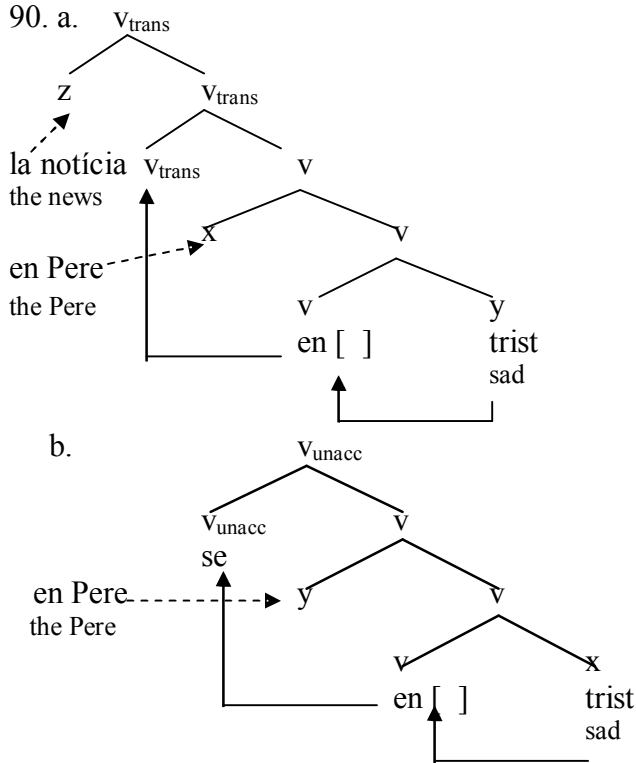 90. a. v_trans
z v_trans
la notícia v_trans v
the news
x v
en Pere
the Pere v y
en [ ] trist
sad
b. v_unacc
v_unacc v
se
en Pere y v
the Pere
v x
en [ ] trist
sad